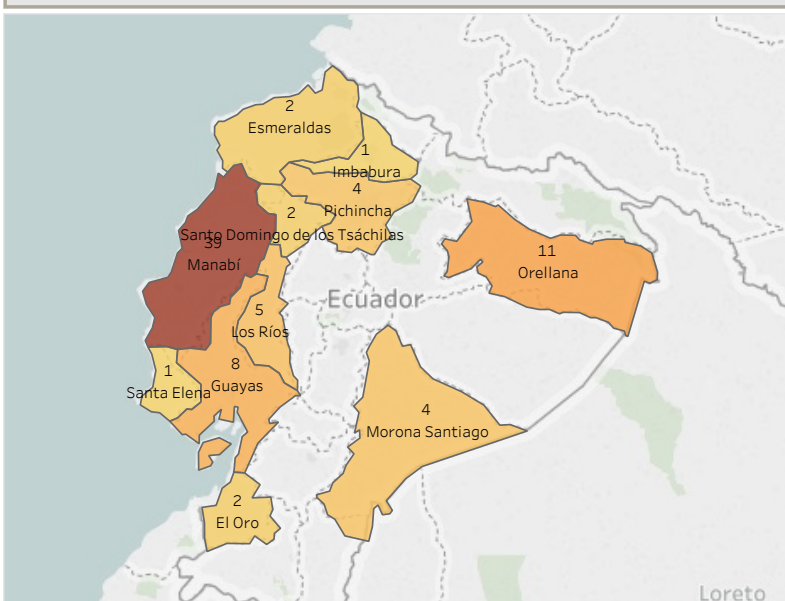 2
Esmeraldas
1
Imbabura
4
Pichincha
2
Santo Domingo de los Tsáchilas
39
Manabí
11
Orellana
Ecuador
5
Los Ríos
1
Santa Elena
8
Guayas
4
Morona Santiago
2
El Oro
Loreto